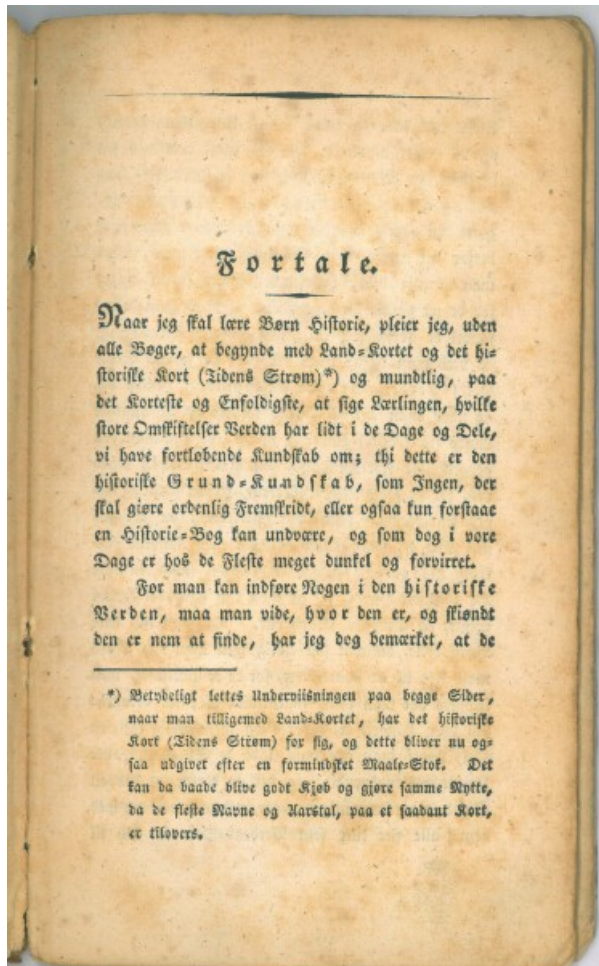 Fortale.
Naar jeg skal lære Børn Historie, pleier jeg, uden
alle Bøger, at begynde med Land-Kortet og det hi-
storiske Kort (Tidens Strøm)*) og mundtlig, paa
det Korteste og Enfoldigste, at sige Lærlingen, hvilke
store Omskiftelser Verden har lidt i de Dage og Dele,
vi have fortløbende Kundskab om; thi dette er den
historiske Grund-Kundskab, som Ingen, der
skal giøre ordenlig Fremskridt, eller ogsaa kun forstaae
en Historie-Bog kan undvære, og som dog i vore
Dage er hos de Fleste meget dunkel og forvirret.
Før man kan indføre Nogen i den historiske
Verden, maa man vide, hvor den er, og skiøndt
den er nem at finde, har jeg dog bemærket, at de
*) Betydeligt lettes Underviisningen paa begge Sider,
naar man tilligemed Land-Kortet, har det historiske
Kort (Tidens Strøm) for sig, og dette bliver nu og-
saa udgivet efter en formindsket Maale-Stok. Det
kan da baade blive godt Kjøb og gjøre samme Nytte,
da de fleste Navne og Aarstal, paa et saadant Kort,
er tilovers.